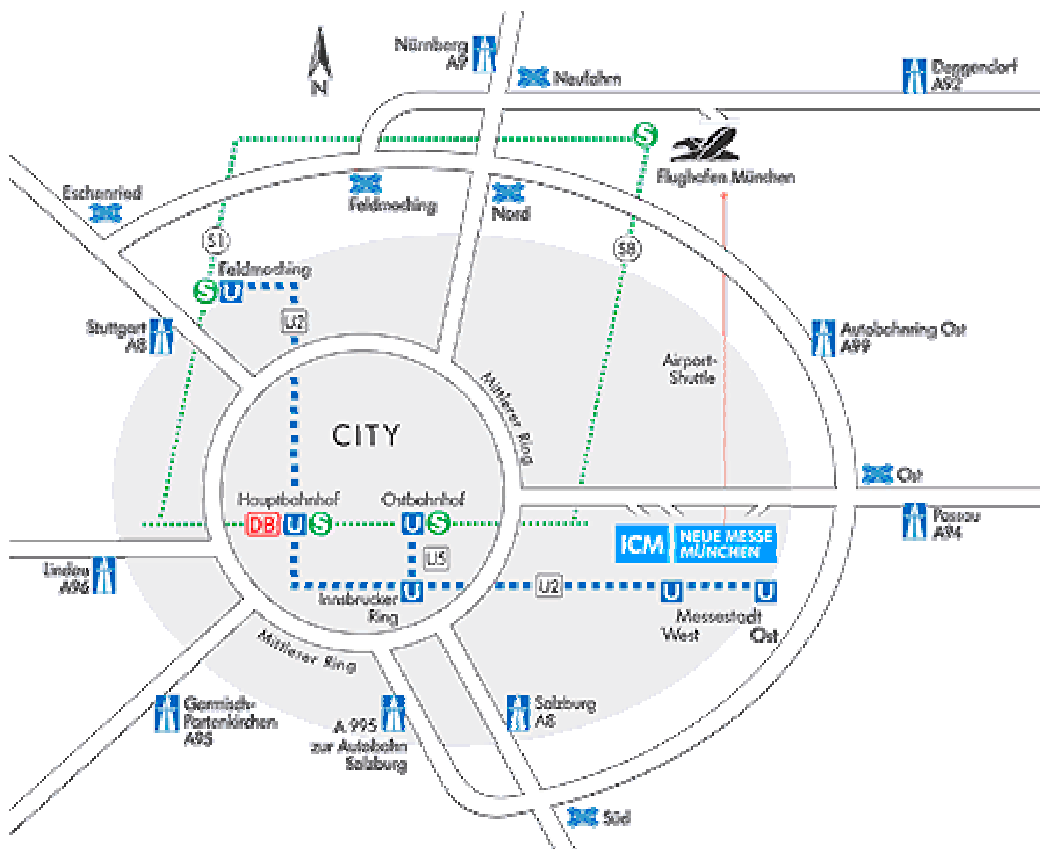 Nürnberg
A9
Neufahrn
Deggendorf
A92
N
S
Flughafen München
Eschenried
Feldmoching
Nord
S1
S8
Feldmoching
S U
U2
Stuttgart
A8
Autobahnring Ost
A99
Airport-
Shuttle
Mittlerer Ring
CITY
Ost
Hauptbahnhof
DB U S
Ostbahnhof
U S
Passau
A94
ICM
NEUE MESSE
MÜNCHEN
U5
Lindau
A96
Innsbrucker
Ring
U
U2
U
U
Messestadt
West
Ost
Mittlerer Ring
Garmisch-
Partenkirchen
A95
A 995
zur Autobahn
Salzburg
Salzburg
A8
Süd